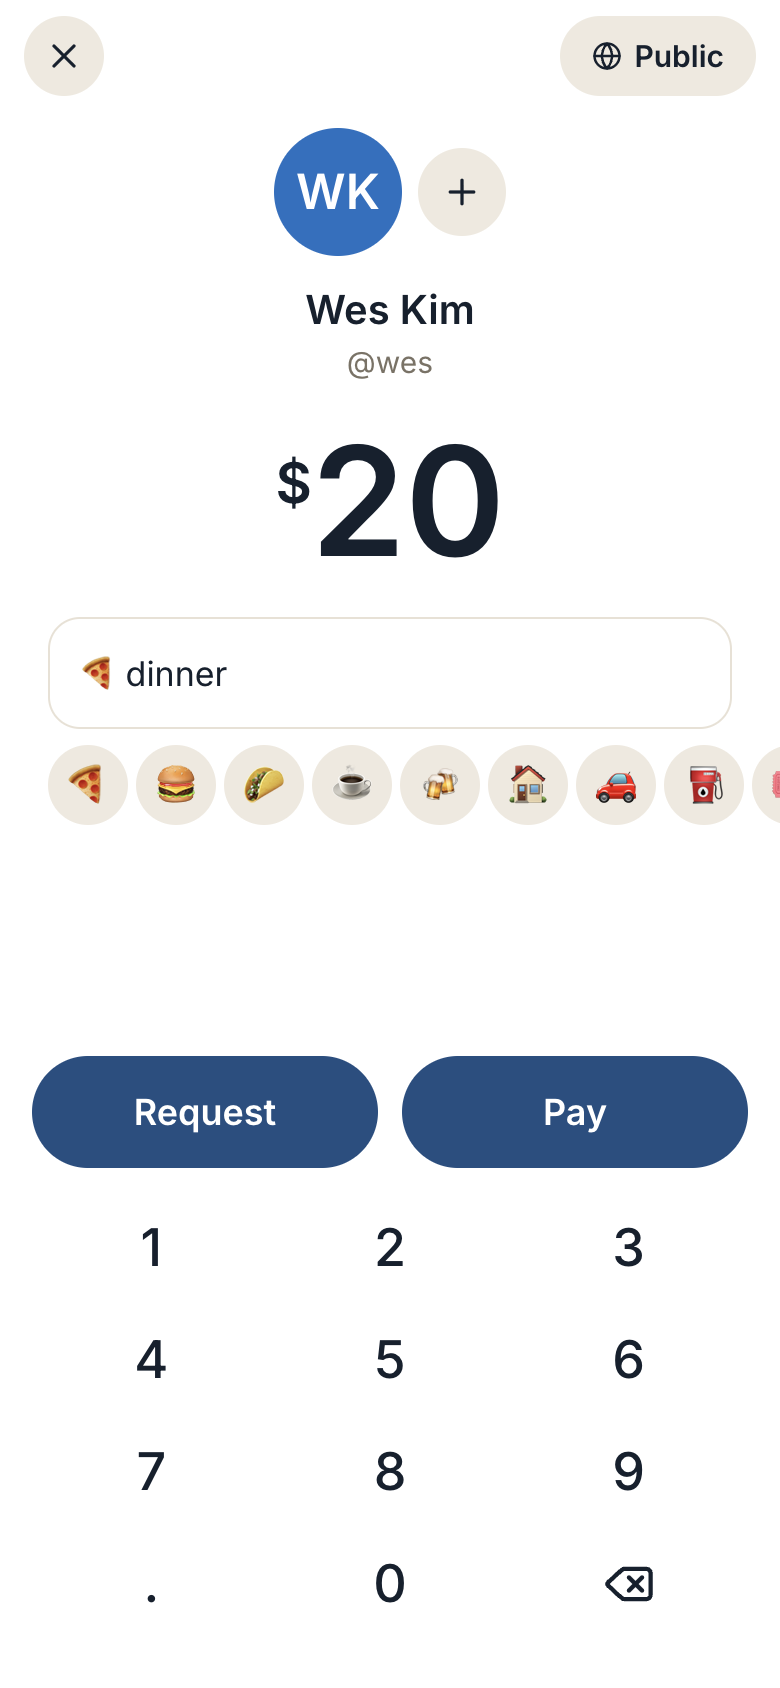 Public
WK
Wes Kim
@wes
$20
🍕 dinner
Request Pay
1 2 3
4 5 6
7 8 9
. 0